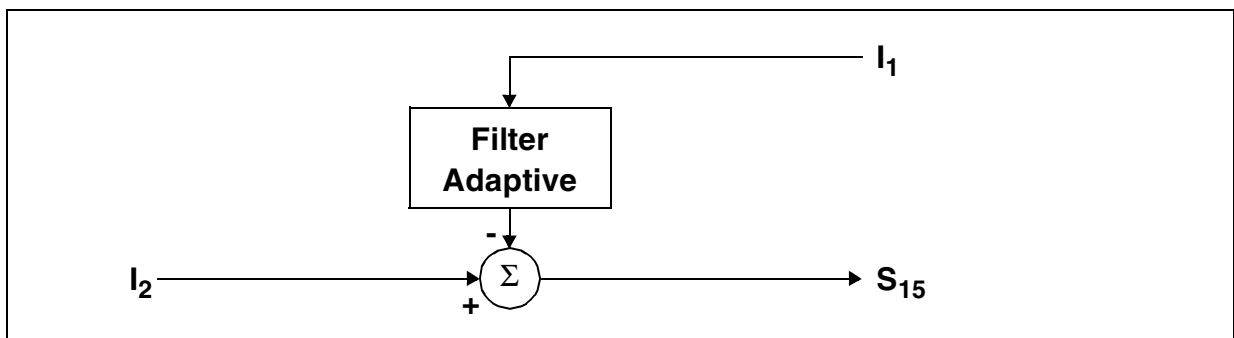 I₁
Filter
Adaptive
-
I₂
Σ
S₁₅
+